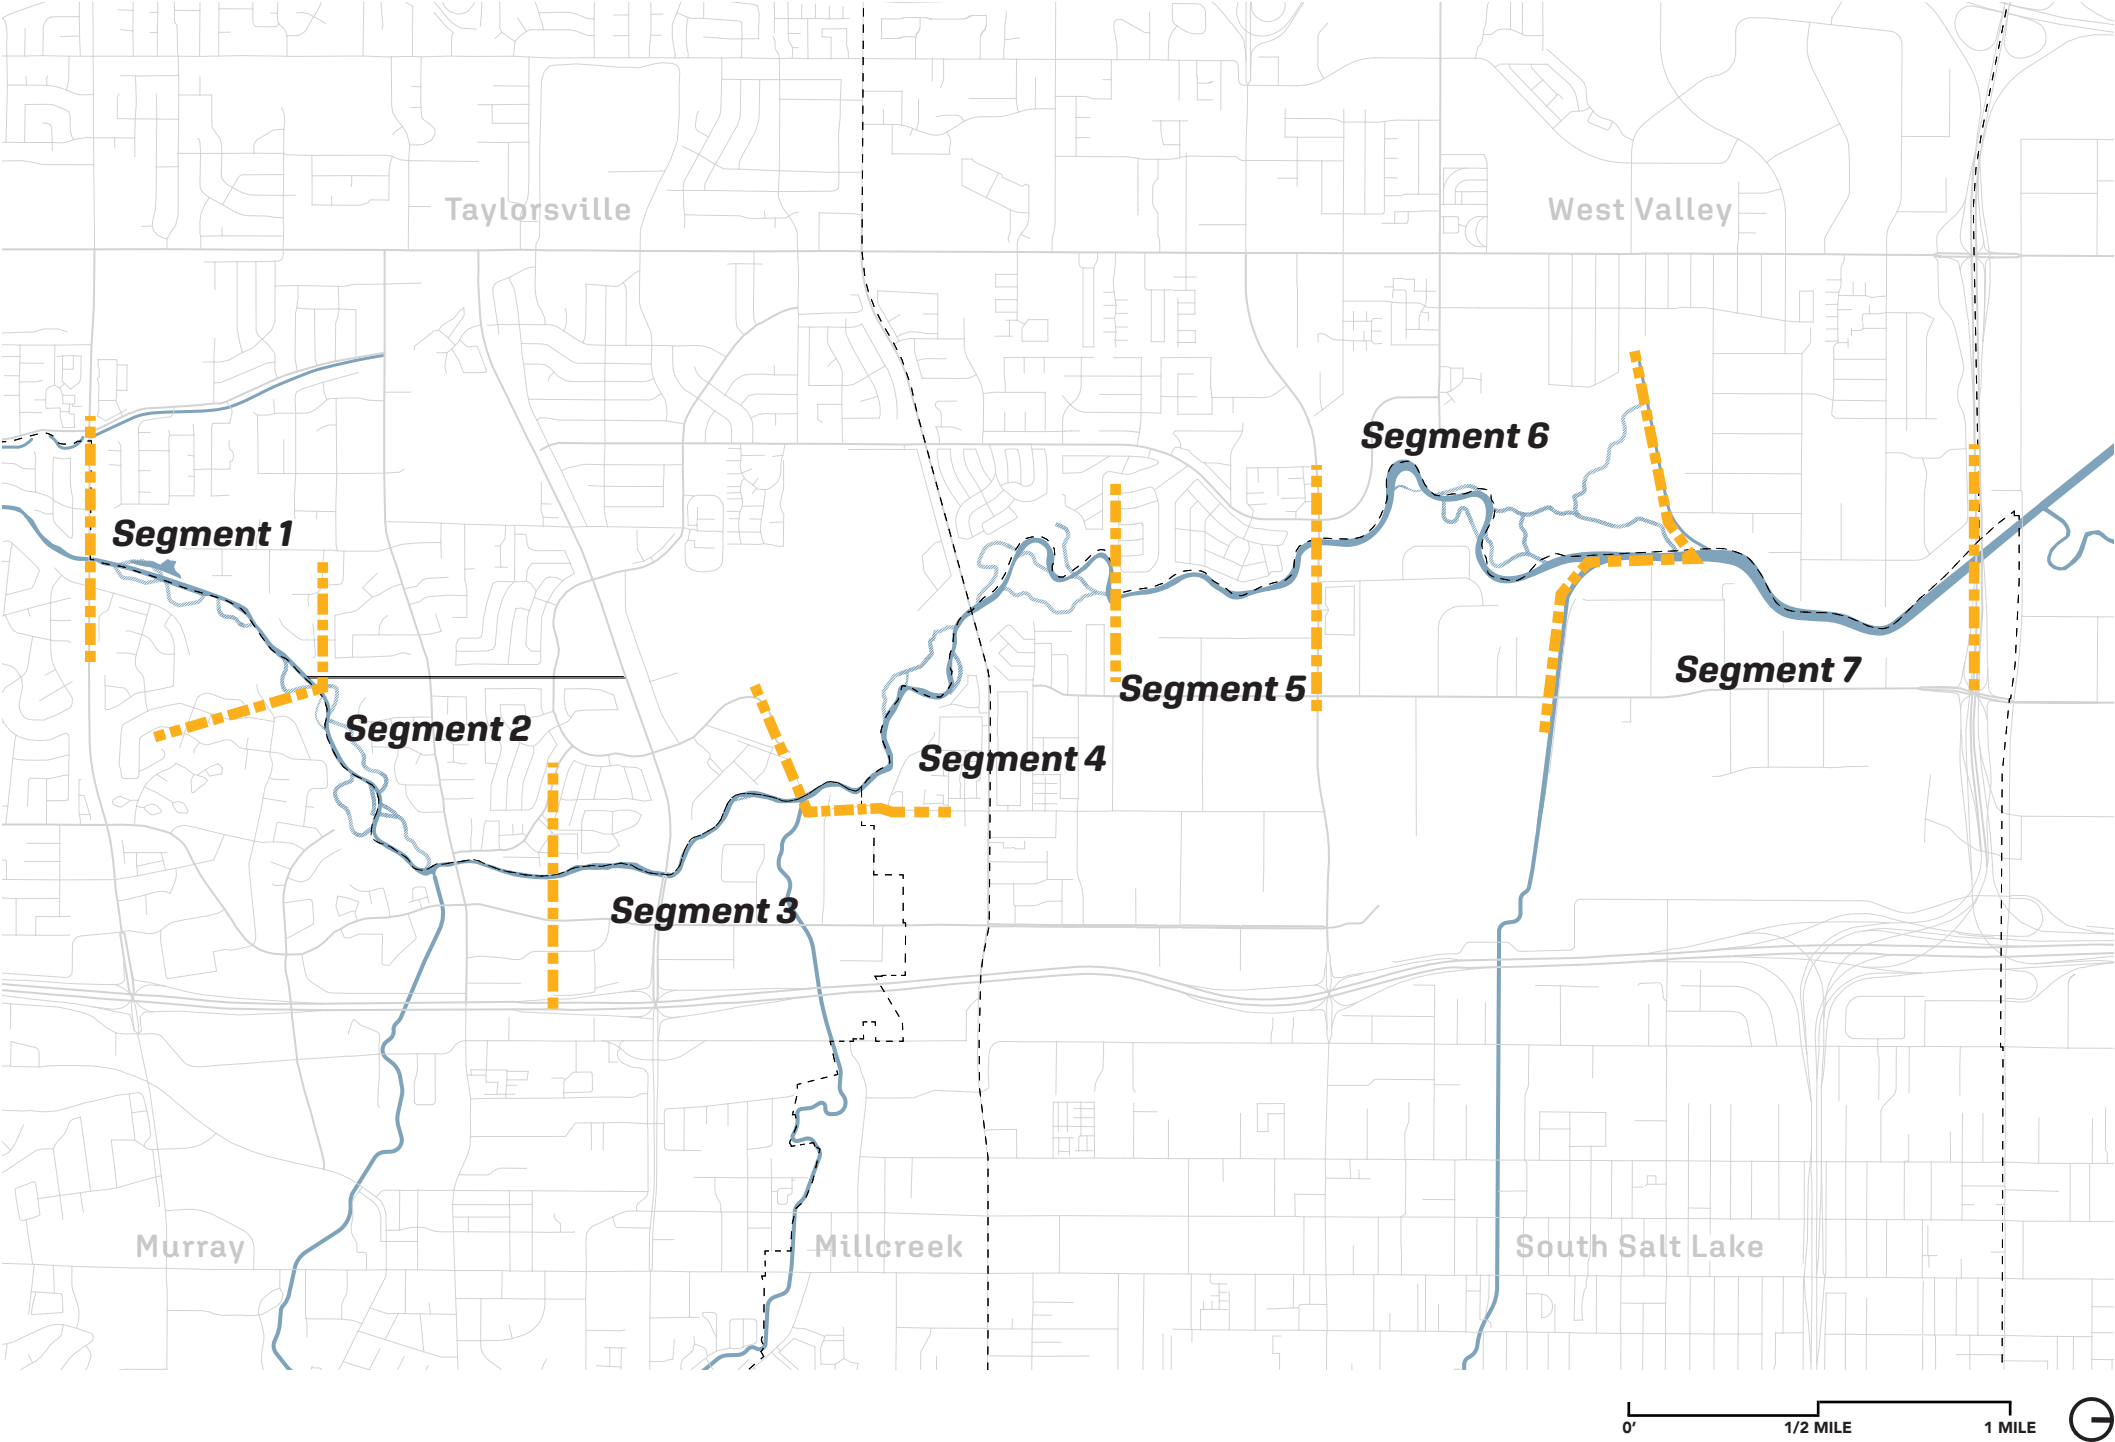 Taylorsville
West Valley
Segment 6
Segment 1
Segment 7
Segment 5
Segment 2
Segment 4
Segment 3
Murray
Millcreek
South Salt Lake
0'
1/2 MILE
1 MILE